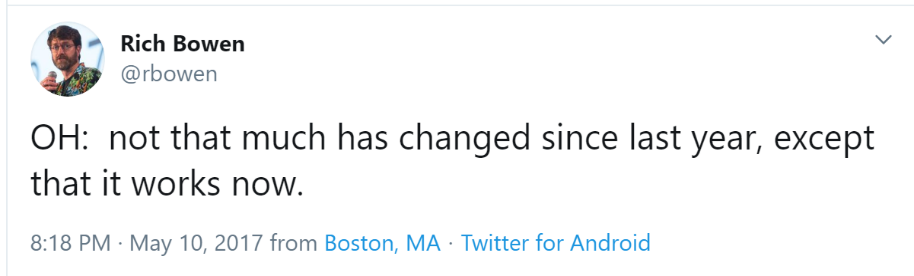 Rich Bowen
@rbowen
OH:  not that much has changed since last year, except
that it works now.
8:18 PM · May 10, 2017 from Boston, MA · Twitter for Android